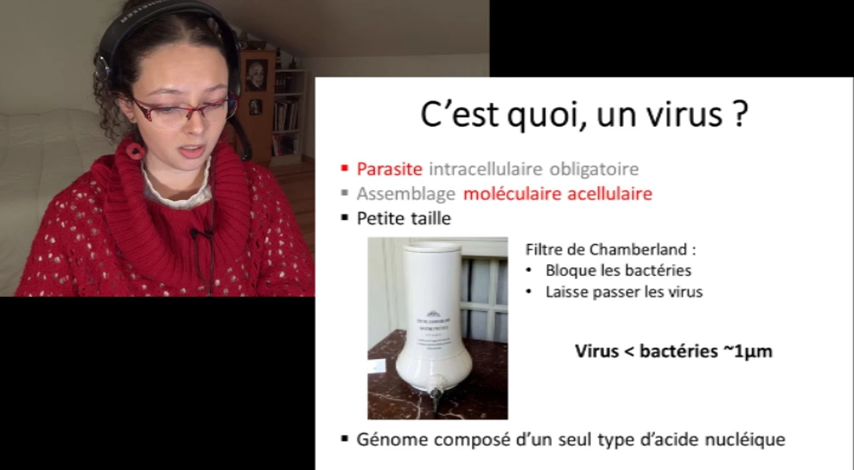 C'est quoi, un virus ?
▪ Parasite intracellulaire obligatoire
▪ Assemblage moléculaire acellulaire
▪ Petite taille
Filtre de Chamberland :
• Bloque les bactéries
• Laisse passer les virus
Virus < bactéries ~1µm
▪ Génome composé d'un seul type d'acide nucléique